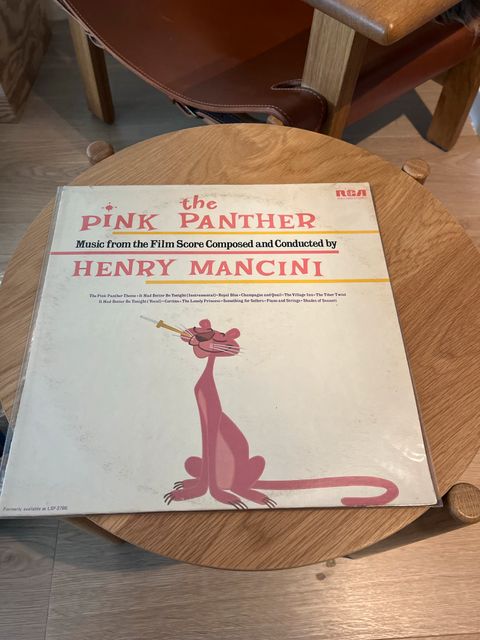 the
RCA
PINK PANTHER
Music from the Film Score Composed and Conducted by
HENRY MANCINI
The Pink Panther Theme • It Had Better Be Tonight (Instrumental) • Royal Blue • Champagne and Quail • The Village Inn • The Tiber Twist
It Had Better Be Tonight (Vocal) • Cortina • The Lonely Princess • Something for Sellers • Piano and Strings • Shades of Sennett
Formerly available as LSP-2795